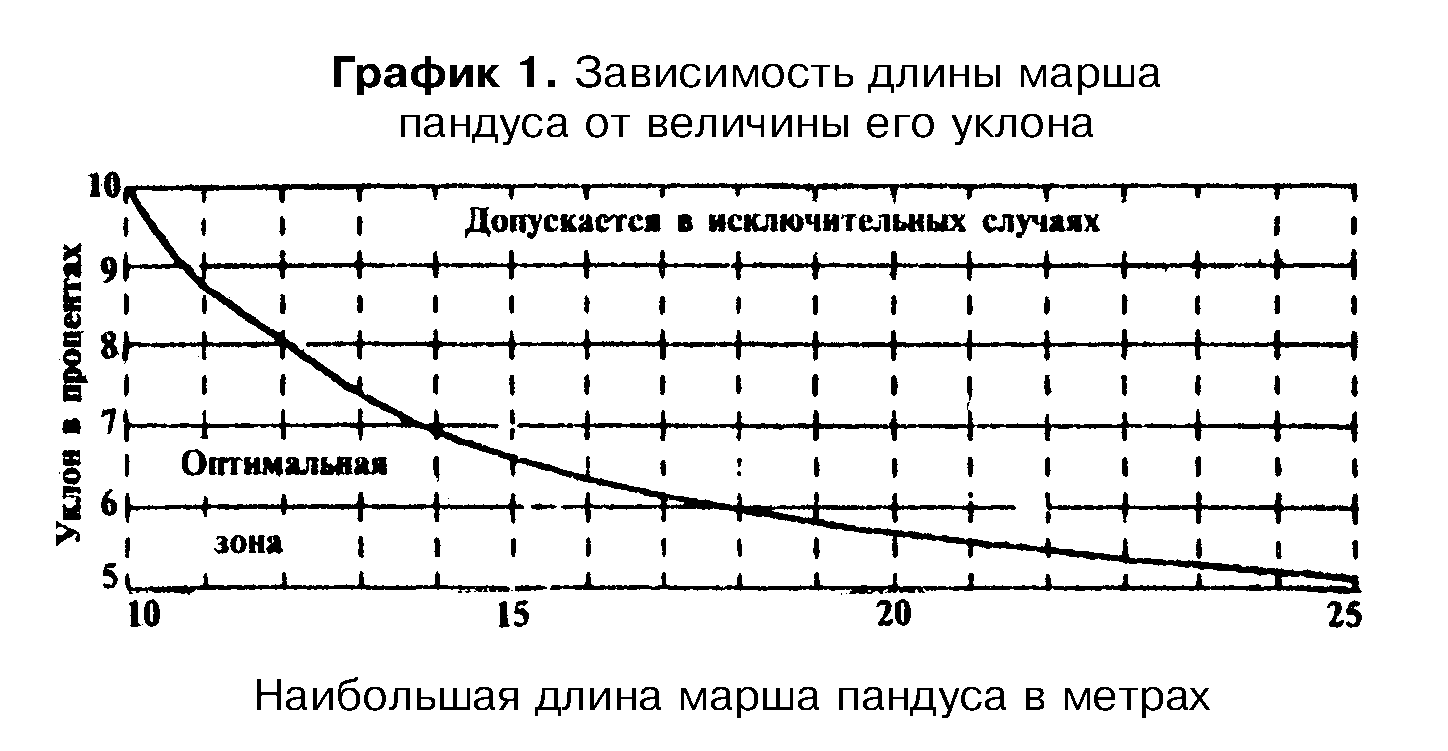 График 1. Зависимость длины марша
пандуса от величины его уклона
10
Допускается в исключительных случаях
9
8
7
Оптимальная
6
зона
5
Уклон в процентах
10 15 20 25
Наибольшая длина марша пандуса в метрах